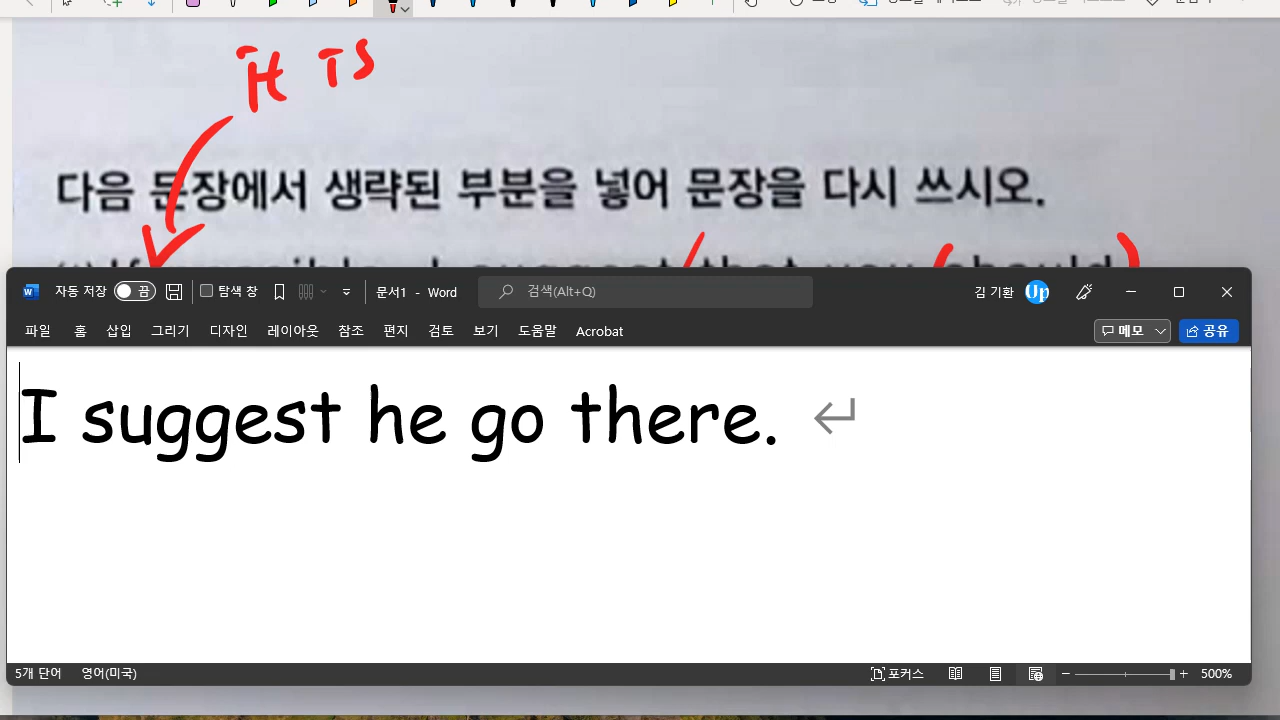 it is
다음 문장에서 생략된 부분을 넣어 문장을 다시 쓰시오.
자동 저장 끔 탐색 창 문서1 - Word 검색(Alt+Q) 김 기환 Up
파일 홈 삽입 그리기 디자인 레이아웃 참조 편지 검토 보기 도움말 Acrobat 메모 공유
I suggest he go there.
5개 단어 영어(미국) 포커스 500%